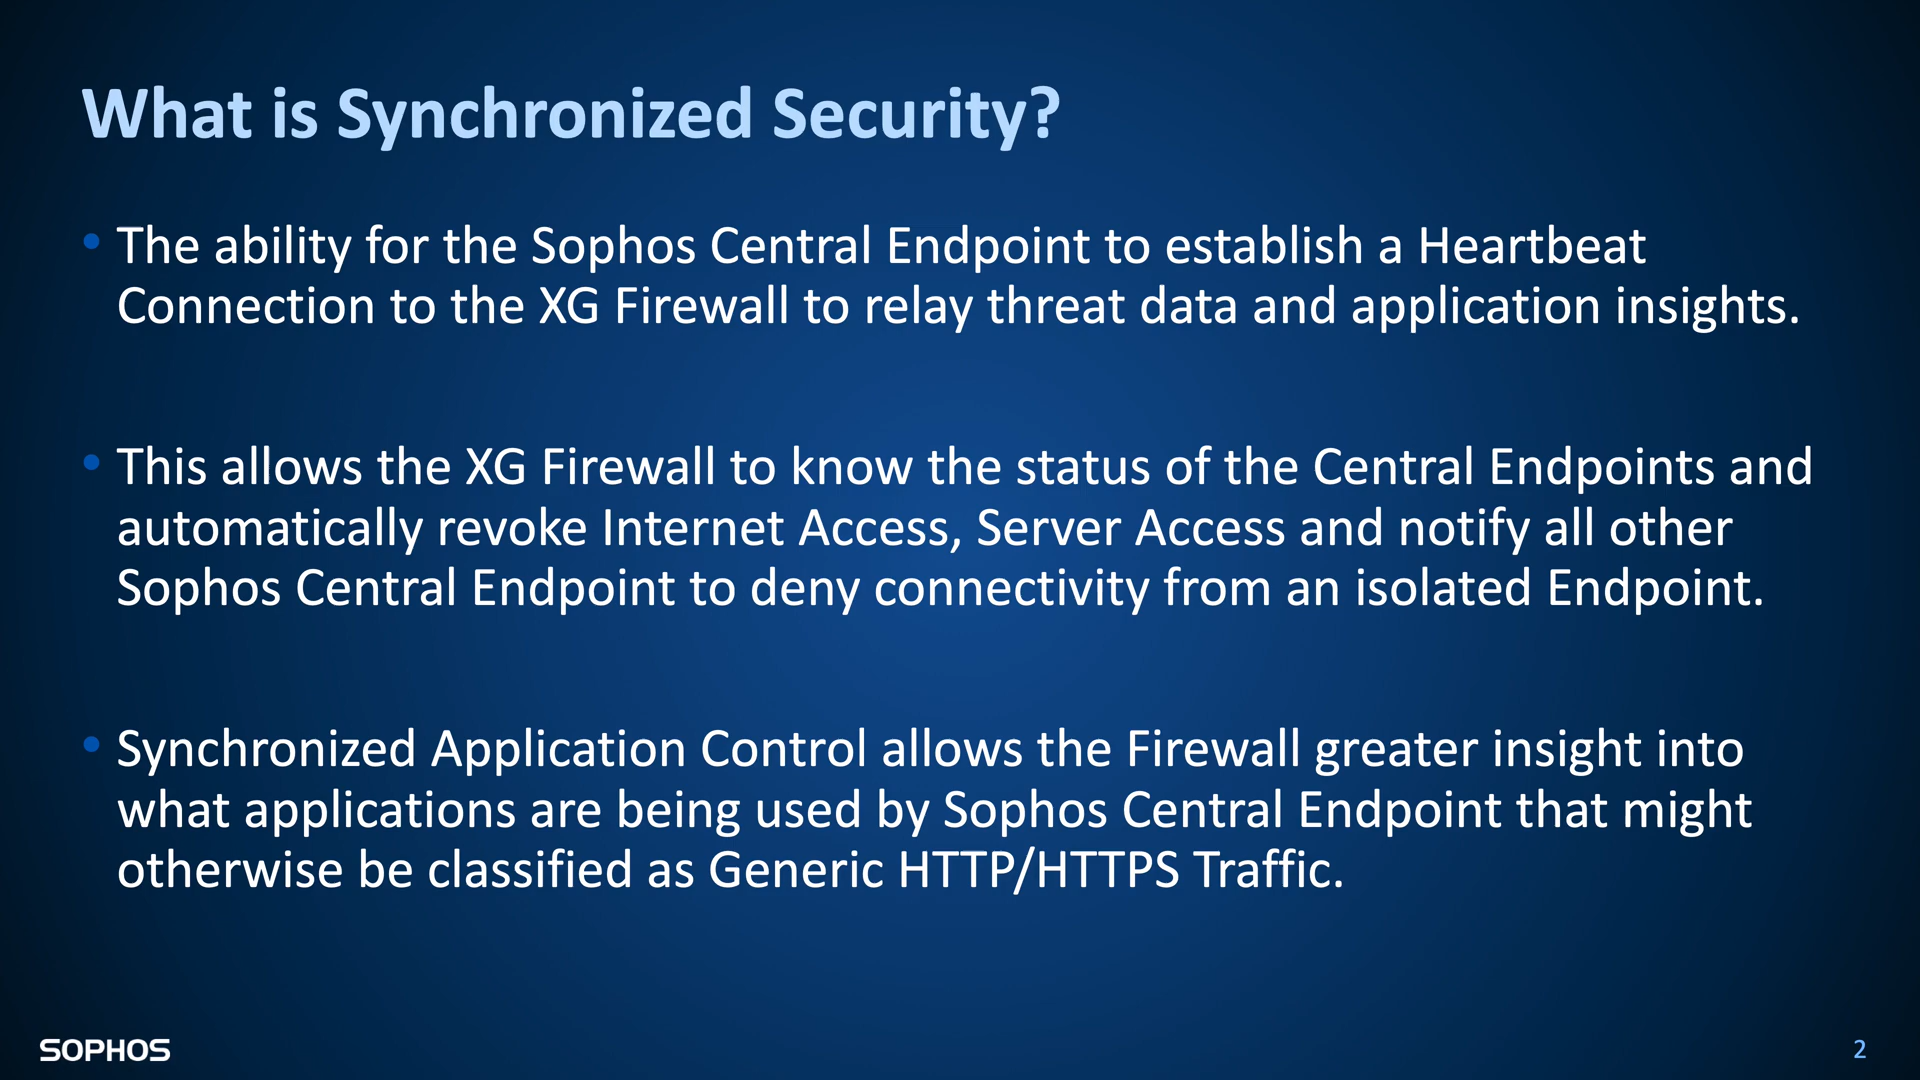 What is Synchronized Security?
• The ability for the Sophos Central Endpoint to establish a Heartbeat
Connection to the XG Firewall to relay threat data and application insights.
• This allows the XG Firewall to know the status of the Central Endpoints and
automatically revoke Internet Access, Server Access and notify all other
Sophos Central Endpoint to deny connectivity from an isolated Endpoint.
• Synchronized Application Control allows the Firewall greater insight into
what applications are being used by Sophos Central Endpoint that might
otherwise be classified as Generic HTTP/HTTPS Traffic.
SOPHOS
2